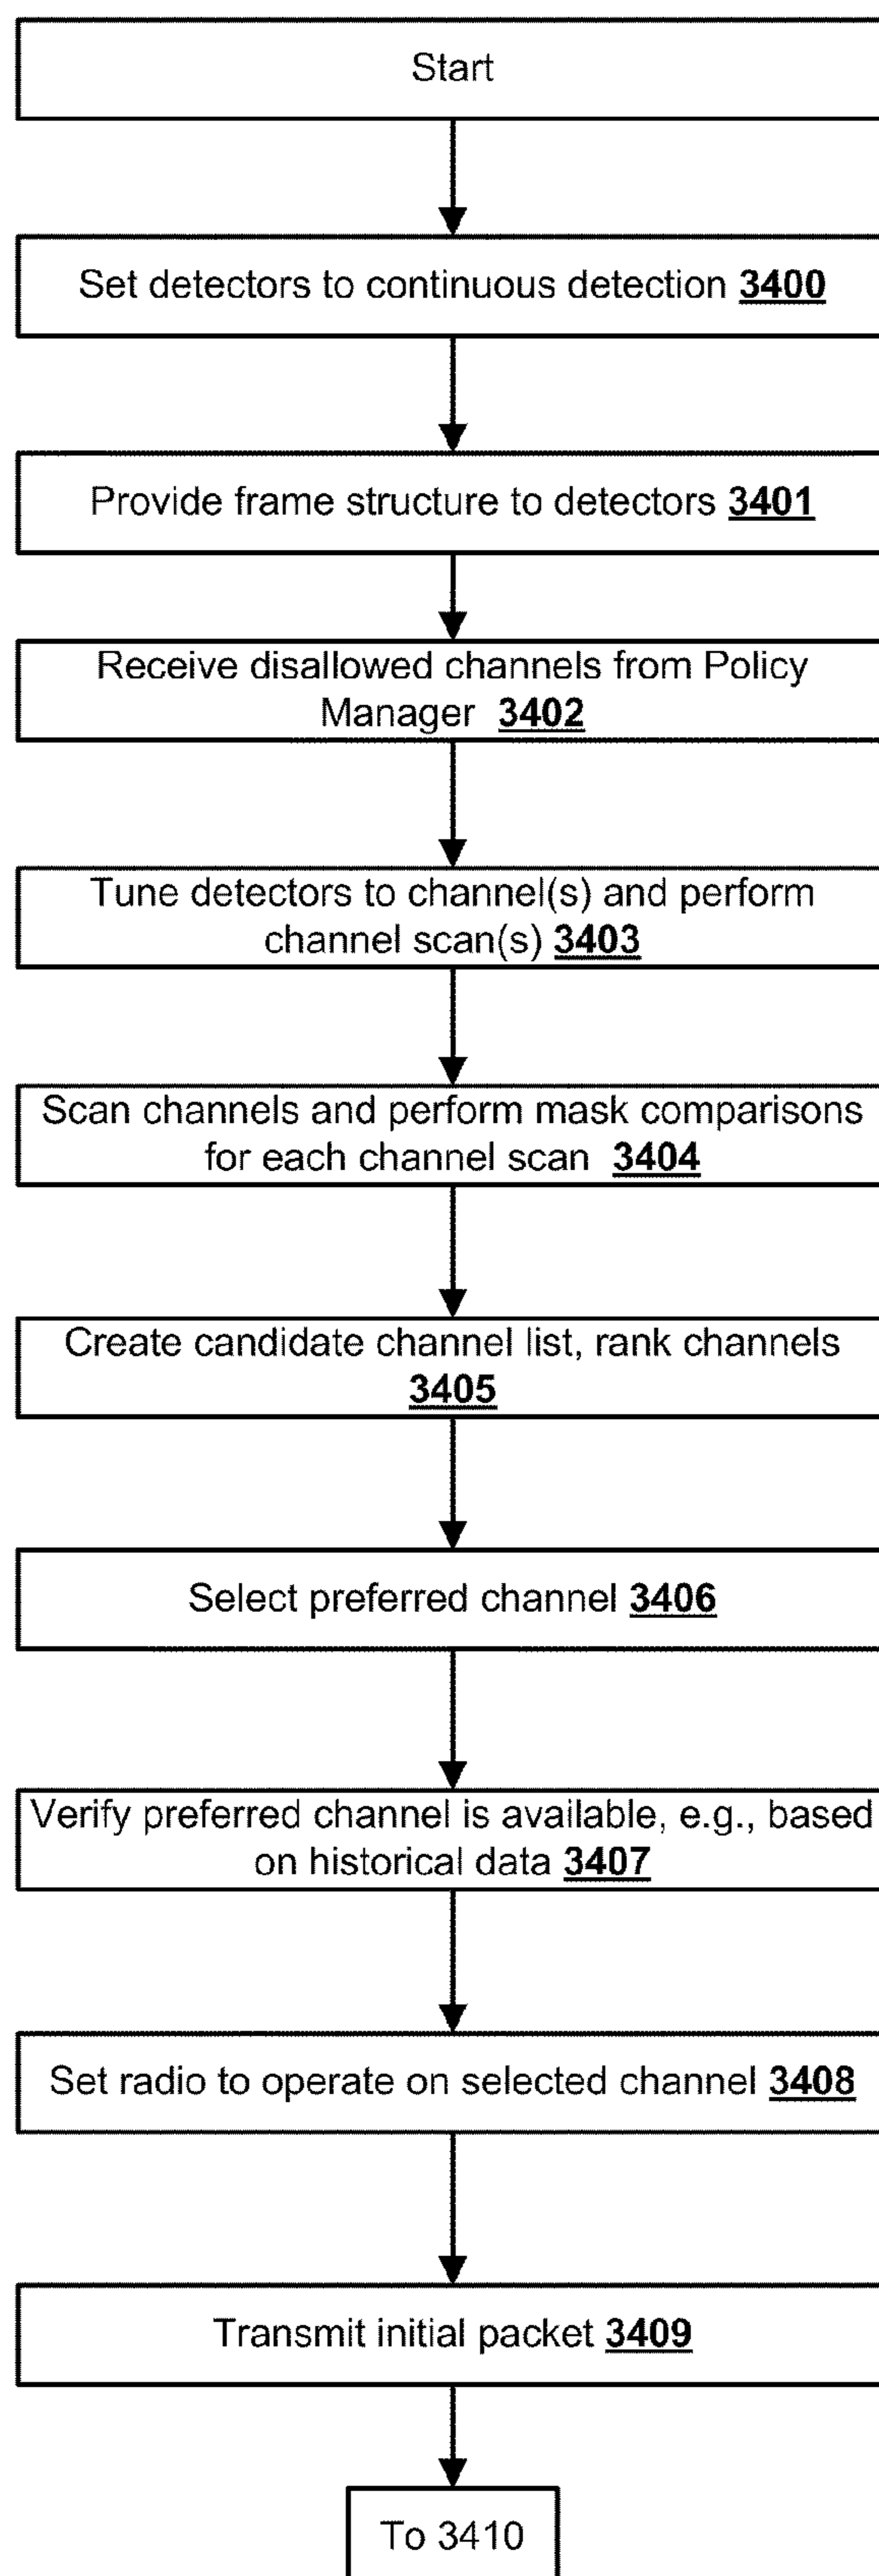 Start
Set detectors to continuous detection 3400
Provide frame structure to detectors 3401
Receive disallowed channels from Policy
Manager 3402
Tune detectors to channel(s) and perform
channel scan(s) 3403
Scan channels and perform mask comparisons
for each channel scan 3404
Create candidate channel list, rank channels
3405
Select preferred channel 3406
Verify preferred channel is available, e.g., based
on historical data 3407
Set radio to operate on selected channel 3408
Transmit initial packet 3409
To 3410